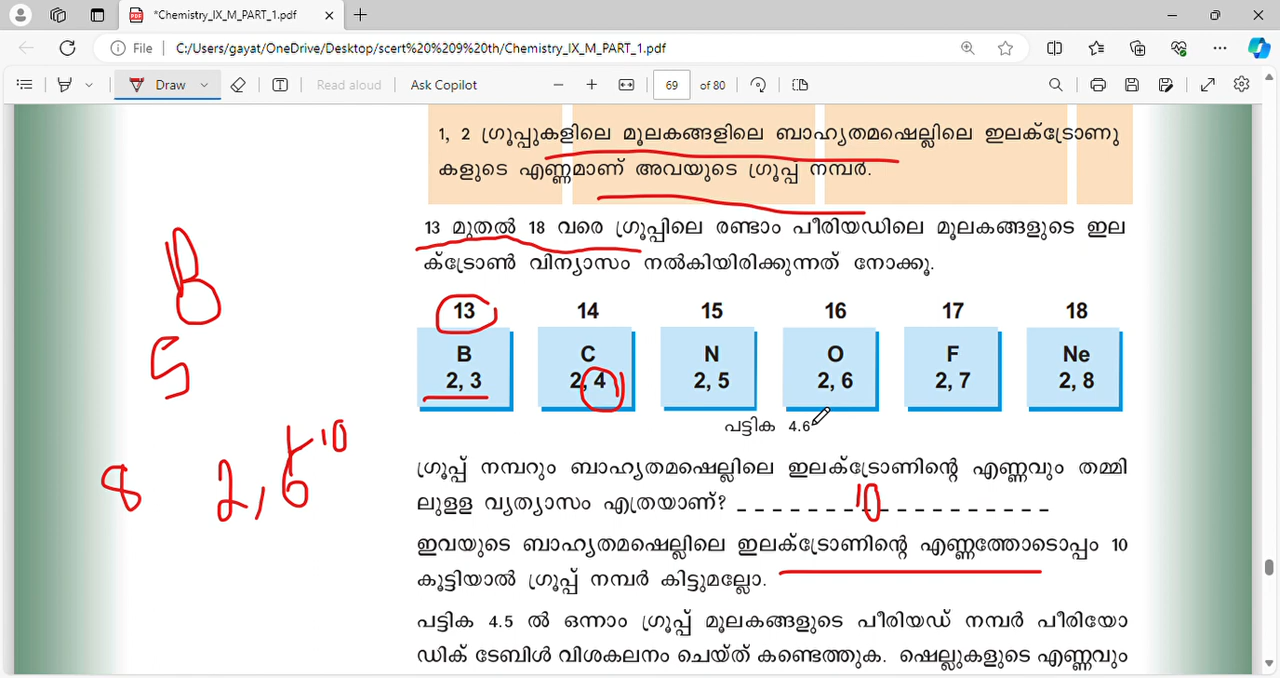 *Chemistry_IX_M_PART_1.pdf
File C:/Users/gayat/OneDrive/Desktop/scert%20%209%20th/Chemistry_IX_M_PART_1.pdf
Draw Read aloud Ask Copilot 69 of 80
1, 2 ഗ്രൂപ്പുകളിലെ മൂലകങ്ങളിലെ ബാഹ്യതമഷെല്ലിലെ ഇലക്ട്രോണു
കളുടെ എണ്ണമാണ് അവയുടെ ഗ്രൂപ്പ് നമ്പർ.
13 മുതൽ 18 വരെ ഗ്രൂപ്പിലെ രണ്ടാം പീരിയഡിലെ മൂലകങ്ങളുടെ ഇല
ക്ട്രോൺ വിന്യാസം നൽകിയിരിക്കുന്നത് നോക്കൂ.
13 14 15 16 17 18
B C N O F Ne
2, 3 2, 4 2, 5 2, 6 2, 7 2, 8
പട്ടിക 4.6
B
5
8 2, 6 +10
ഗ്രൂപ്പ് നമ്പറും ബാഹ്യതമഷെല്ലിലെ ഇലക്ട്രോണിന്റെ എണ്ണവും തമ്മി
ലുളള വ്യത്യാസം എത്രയാണ്? _ _ _ _ _ _ _ 10 _ _ _ _ _ _ _ _ _
ഇവയുടെ ബാഹ്യതമഷെല്ലിലെ ഇലക്ട്രോണിന്റെ എണ്ണത്തോടൊപ്പം 10
കൂട്ടിയാൽ ഗ്രൂപ്പ് നമ്പർ കിട്ടുമല്ലോ.
പട്ടിക 4.5 ൽ ഒന്നാം ഗ്രൂപ്പ് മൂലകങ്ങളുടെ പീരിയഡ് നമ്പർ പീരിയോ
ഡിക് ടേബിൾ വിശകലനം ചെയ്ത് കണ്ടെത്തുക. ഷെല്ലുകളുടെ എണ്ണവും